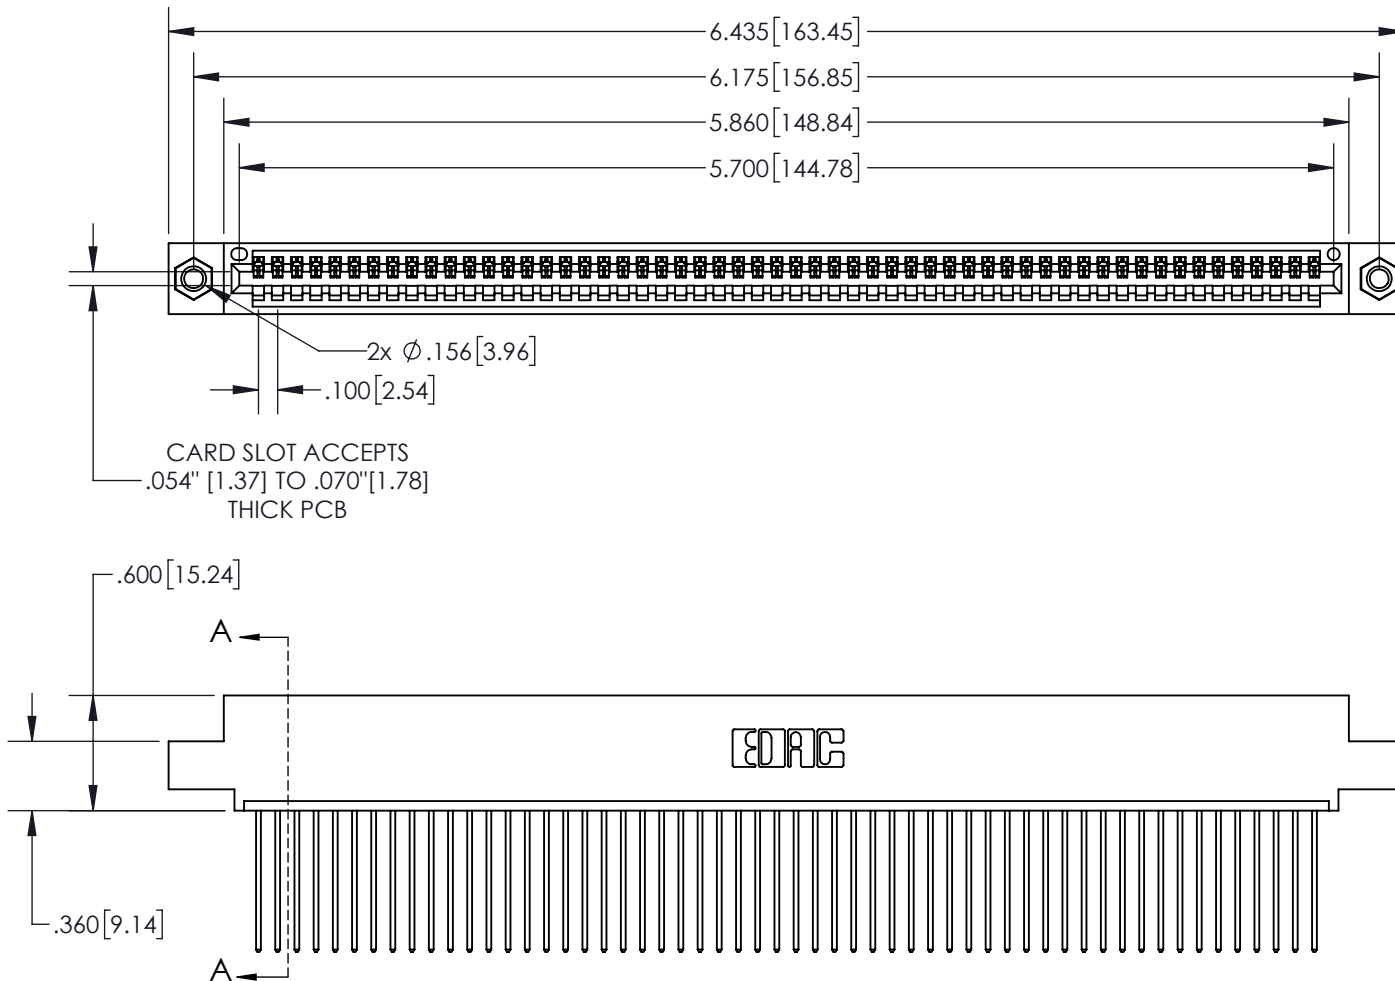 6.435[163.45]
6.175[156.85]
5.860[148.84]
5.700[144.78]
2x ∅.156[3.96]
.100[2.54]
CARD SLOT ACCEPTS
.054" [1.37] TO .070"[1.78]
THICK PCB
.600[15.24]
A
EDAC
.360[9.14]
A